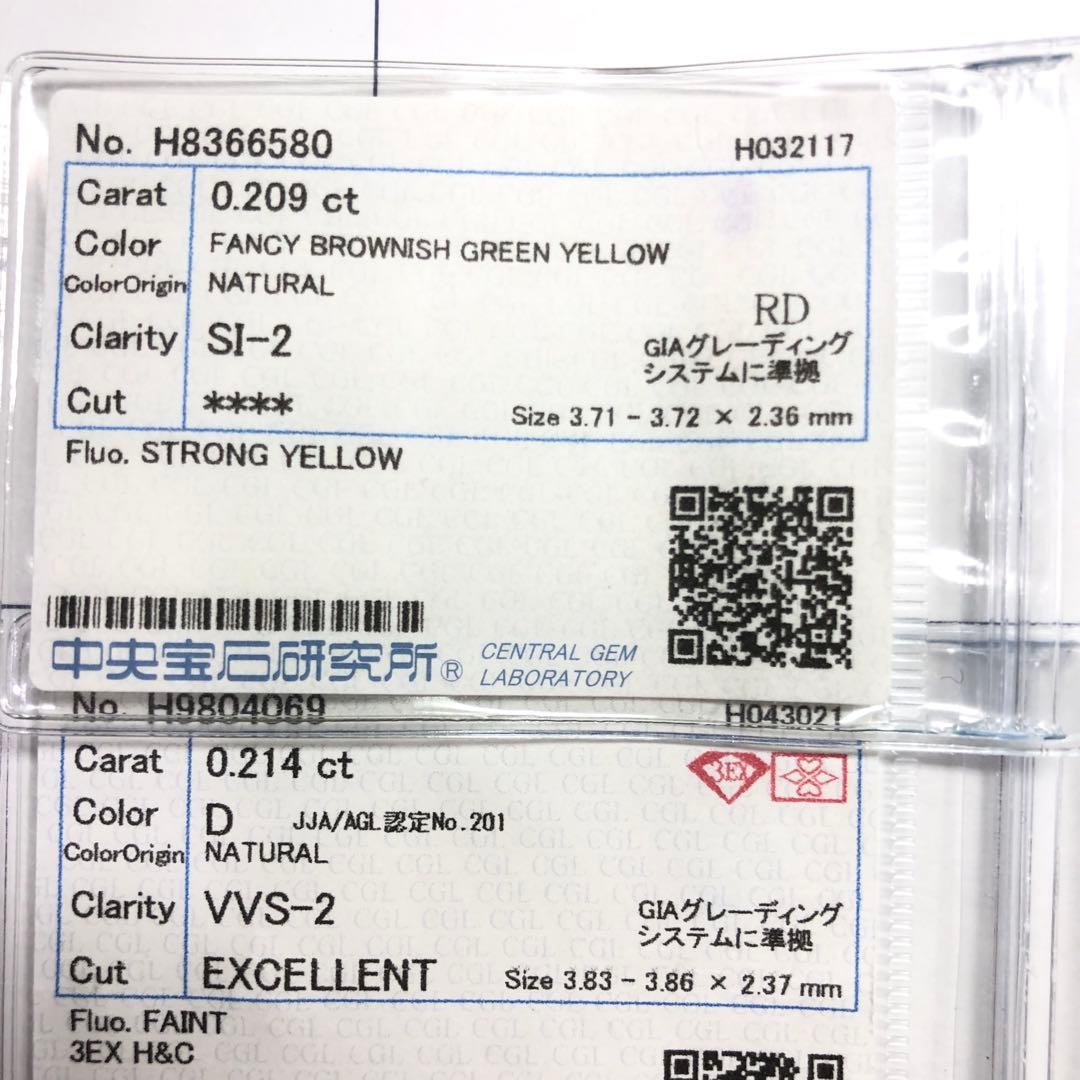 No. H8366580 H032117
Carat 0.209 ct
Color FANCY BROWNISH GREEN YELLOW
ColorOrigin NATURAL
RD
Clarity SI-2 GIAグレーディング
システムに準拠
Cut **** Size 3.71 - 3.72 × 2.36 mm
Fluo. STRONG YELLOW
中央宝石研究所® CENTRAL GEM
LABORATORY
No. H9804069 H043021
Carat 0.214 ct 3EX
Color D JJA/AGL認定No.201
ColorOrigin NATURAL
Clarity VVS-2 GIAグレーディング
システムに準拠
Cut EXCELLENT Size 3.83 - 3.86 × 2.37 mm
Fluo. FAINT
3EX H&C